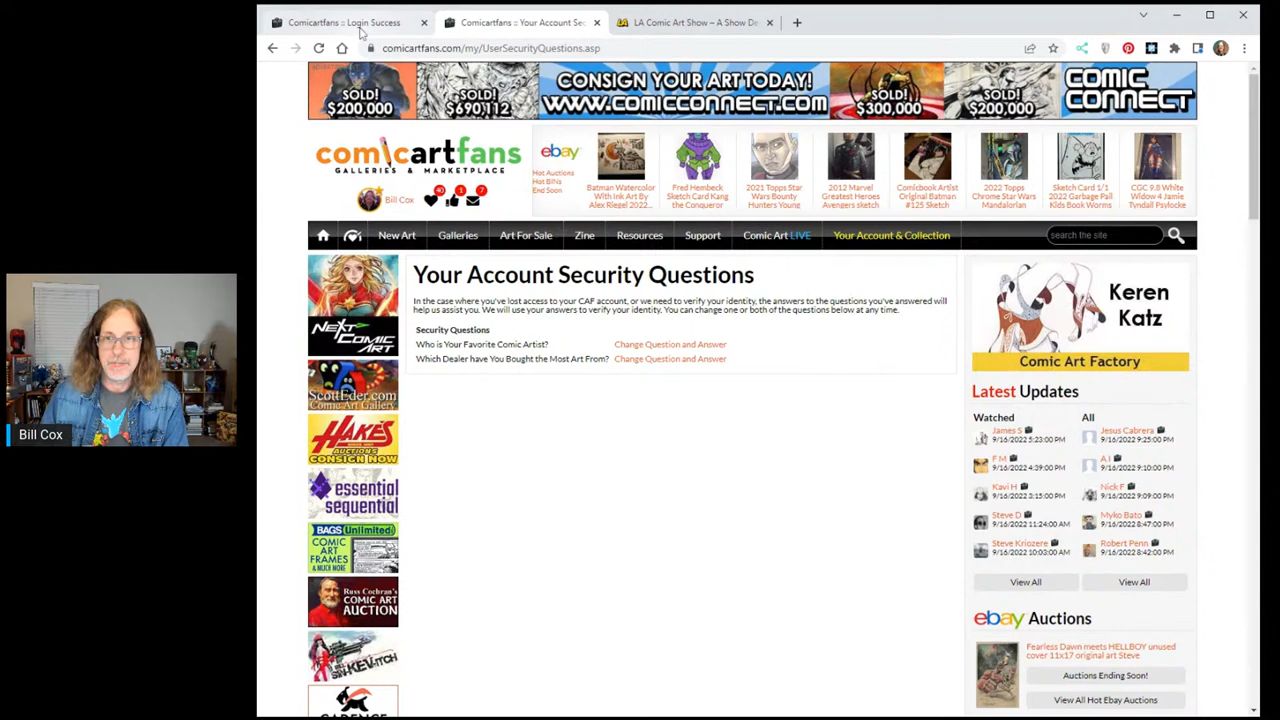 Comicartfans :: Login Success
Comicartfans :: Your Account Sec
LA Comic Art Show – A Show De
comicartfans.com/my/UserSecurityQuestions.asp
SOLD!
$200,000
SOLD!
$690,112
CONSIGN YOUR ART TODAY!
WWW.COMICCONNECT.COM
SOLD!
$300,000
SOLD!
$200,000
COMIC
CONNECT
comicartfans
GALLERIES & MARKETPLACE
Bill Cox
40
1
7
ebay
Hot Auctions
Hot BINs
End Soon
Batman Watercolor
With Ink Art By
Alex Riegel 2022...
Fred Hembeck
Sketch Card Kang
the Conqueror
2021 Topps Star
Wars Bounty
Hunters Young
2012 Marvel
Greatest Heroes
Avengers sketch
Comicbook Artist
Original Batman
#125 Sketch
2022 Topps
Chrome Star Wars
Mandalorian
Sketch Card 1/1
2022 Garbage Pail
Kids Book Worms
CGC 9.8 White
Widow 4 Jamie
Tyndall Psylocke
New Art
Galleries
Art For Sale
Zine
Resources
Support
Comic Art LIVE
Your Account & Collection
search the site
Your Account Security Questions
In the case where you've lost access to your CAF account, or we need to verify your identity, the answers to the questions you've answered will
help us assist you. We will use your answers to verify your identity. You can change one or both of the questions below at any time.
Security Questions
Who is Your Favorite Comic Artist?
Change Question and Answer
Which Dealer have You Bought the Most Art From?
Change Question and Answer
NEXT
COMIC
ART
SCOTTEDER.COM
COMIC ART GALLERY
HAKE'S
AUCTIONS
CONSIGN NOW
essential
sequential
BAGS Unlimited
COMIC
ART
FRAMES
& MUCH MORE
RUSS COCHRAN'S
COMIC ART
AUCTION
CADENCE
Keren
Katz
Comic Art Factory
Latest Updates
Watched
All
James S
9/16/2022 5:23:00 PM
Jesus Cabrera
9/16/2022 9:25:00 PM
F M
9/16/2022 4:39:00 PM
A I
9/16/2022 9:10:00 PM
Kavi H
9/16/2022 3:15:00 PM
Nick F
9/16/2022 9:09:00 PM
Steve D
9/16/2022 11:24:00 AM
Myko Bato
9/16/2022 8:47:00 PM
Steve Kriozere
9/16/2022 10:03:00 AM
Robert Penn
9/16/2022 8:42:00 PM
View All
View All
ebay Auctions
Fearless Dawn meets HELLBOY unused
cover 11x17 original art Steve
Auctions Ending Soon!
View All Hot Ebay Auctions
Bill Cox